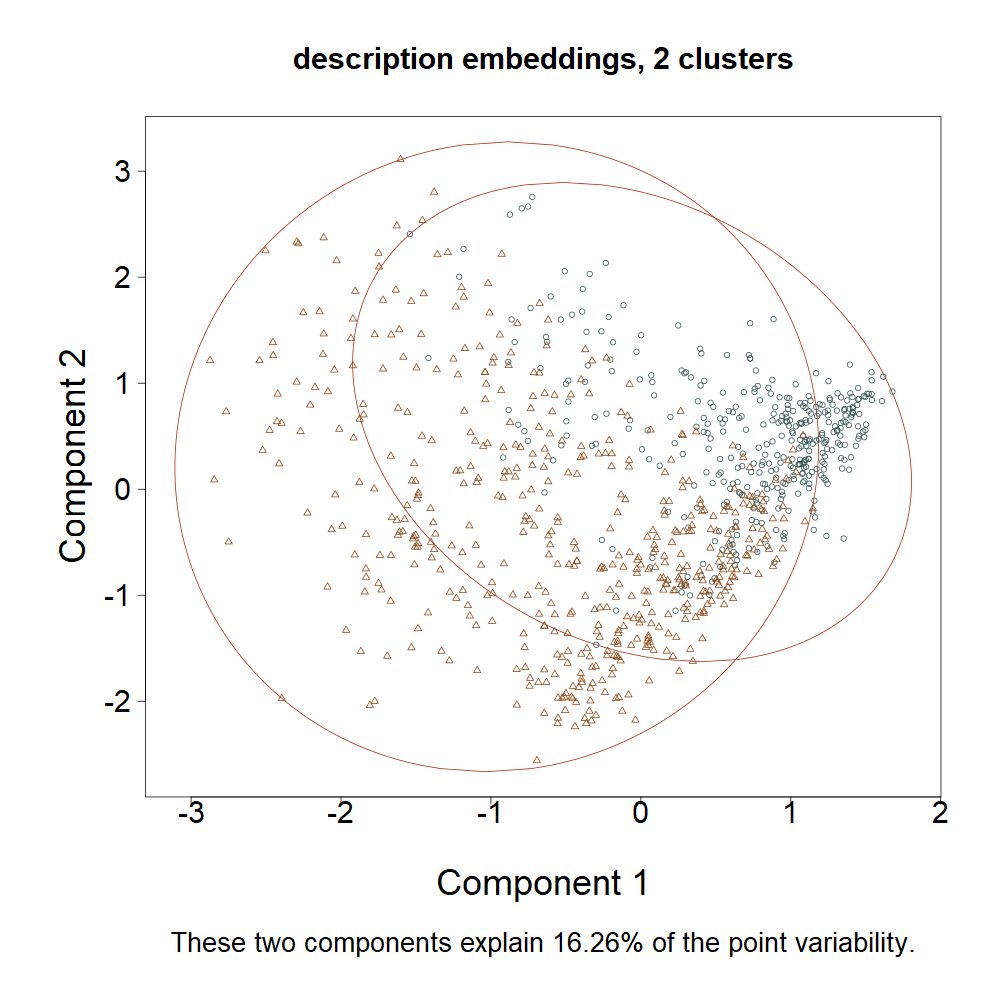 description embeddings, 2 clusters
3
2
1
0
-1
-2
Component 2
-3 -2 -1 0 1 2
Component 1
These two components explain 16.26% of the point variability.